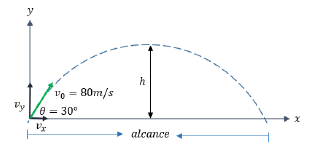 y
h
v₀ = 80m/s
v_y
θ = 30°
v_x
x
alcance